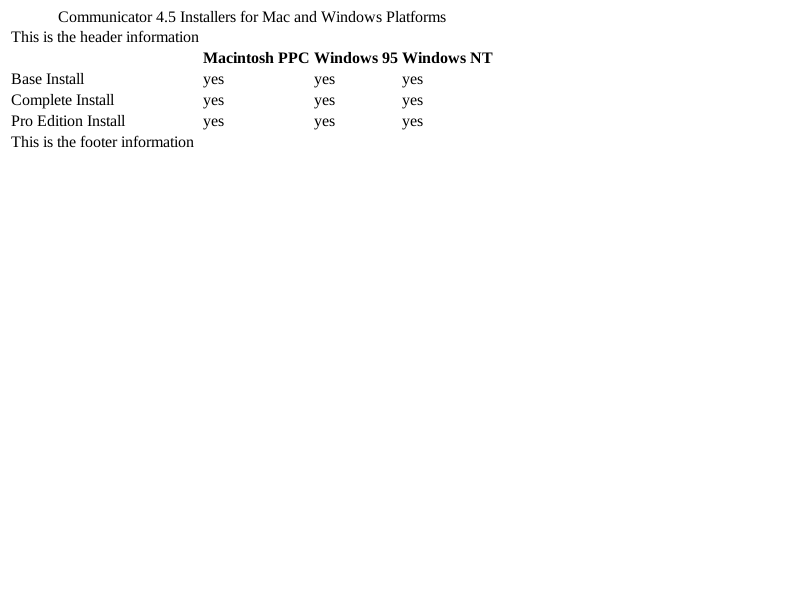 Communicator 4.5 Installers for Mac and Windows Platforms
This is the header information
Macintosh PPC Windows 95 Windows NT
Base Install yes yes yes
Complete Install yes yes yes
Pro Edition Install yes yes yes
This is the footer information